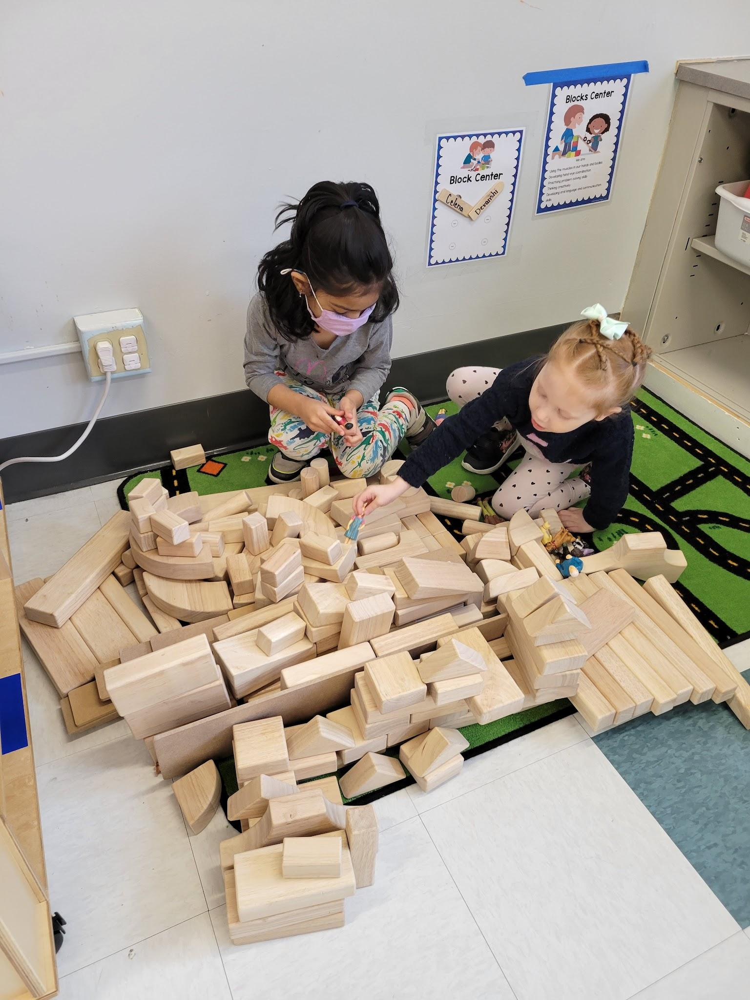 Block Center
Celena
Devanshi
Blocks Center
We are
Using the muscles in our hands and bodies
Developing hand-eye coordination
Practicing problem solving skills
Thinking creatively
Developing oral language and communication
skills